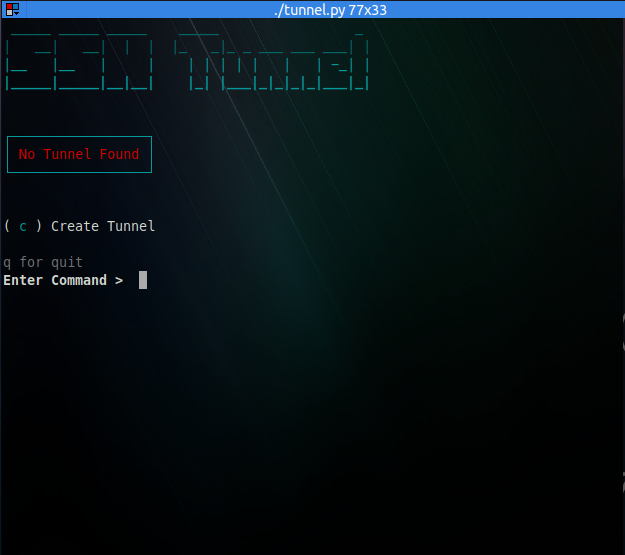 ./tunnel.py 77x33
SSH Tunnel
No Tunnel Found
( c ) Create Tunnel
q for quit
Enter Command >